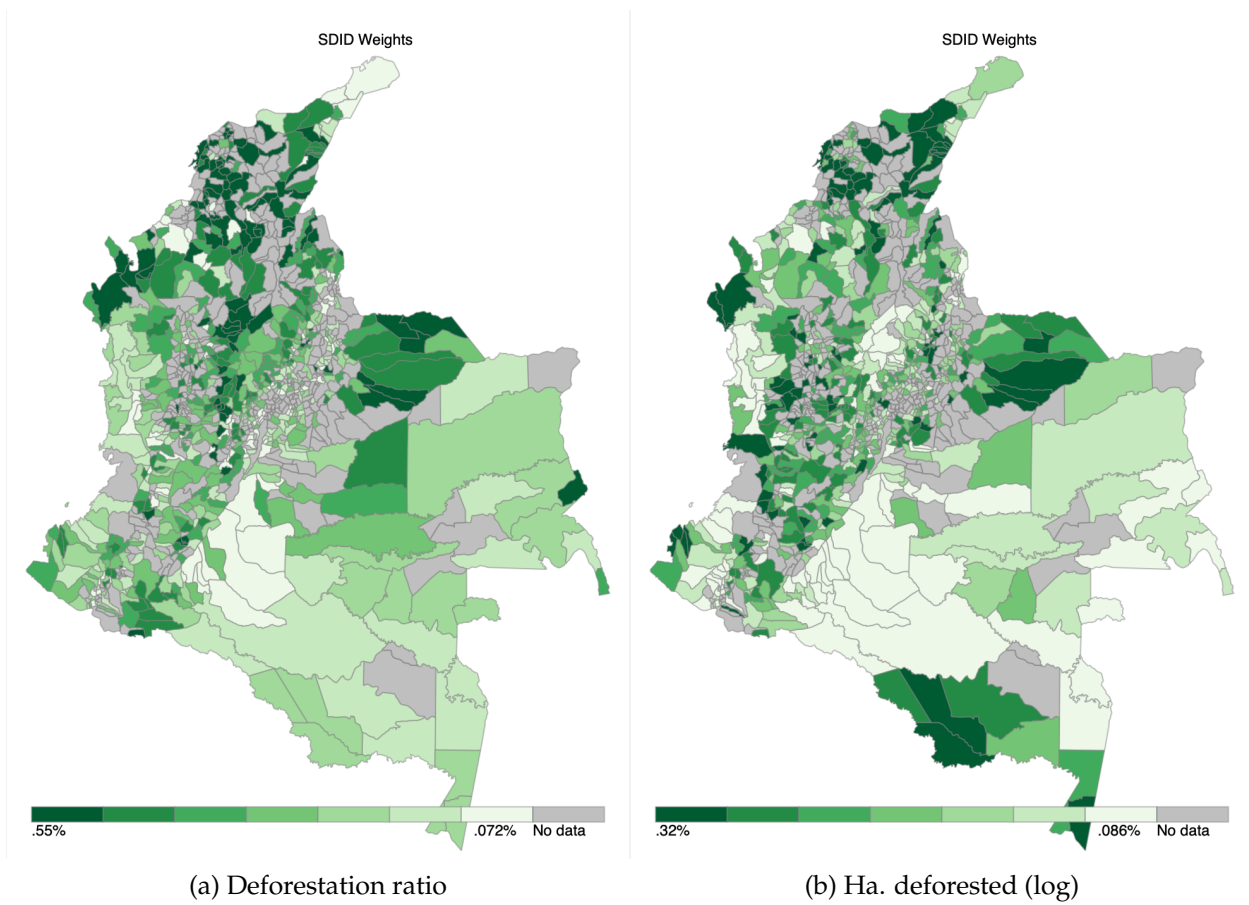 SDID Weights
.55%
.072%
No data
(a) Deforestation ratio
SDID Weights
.32%
.086%
No data
(b) Ha. deforested (log)